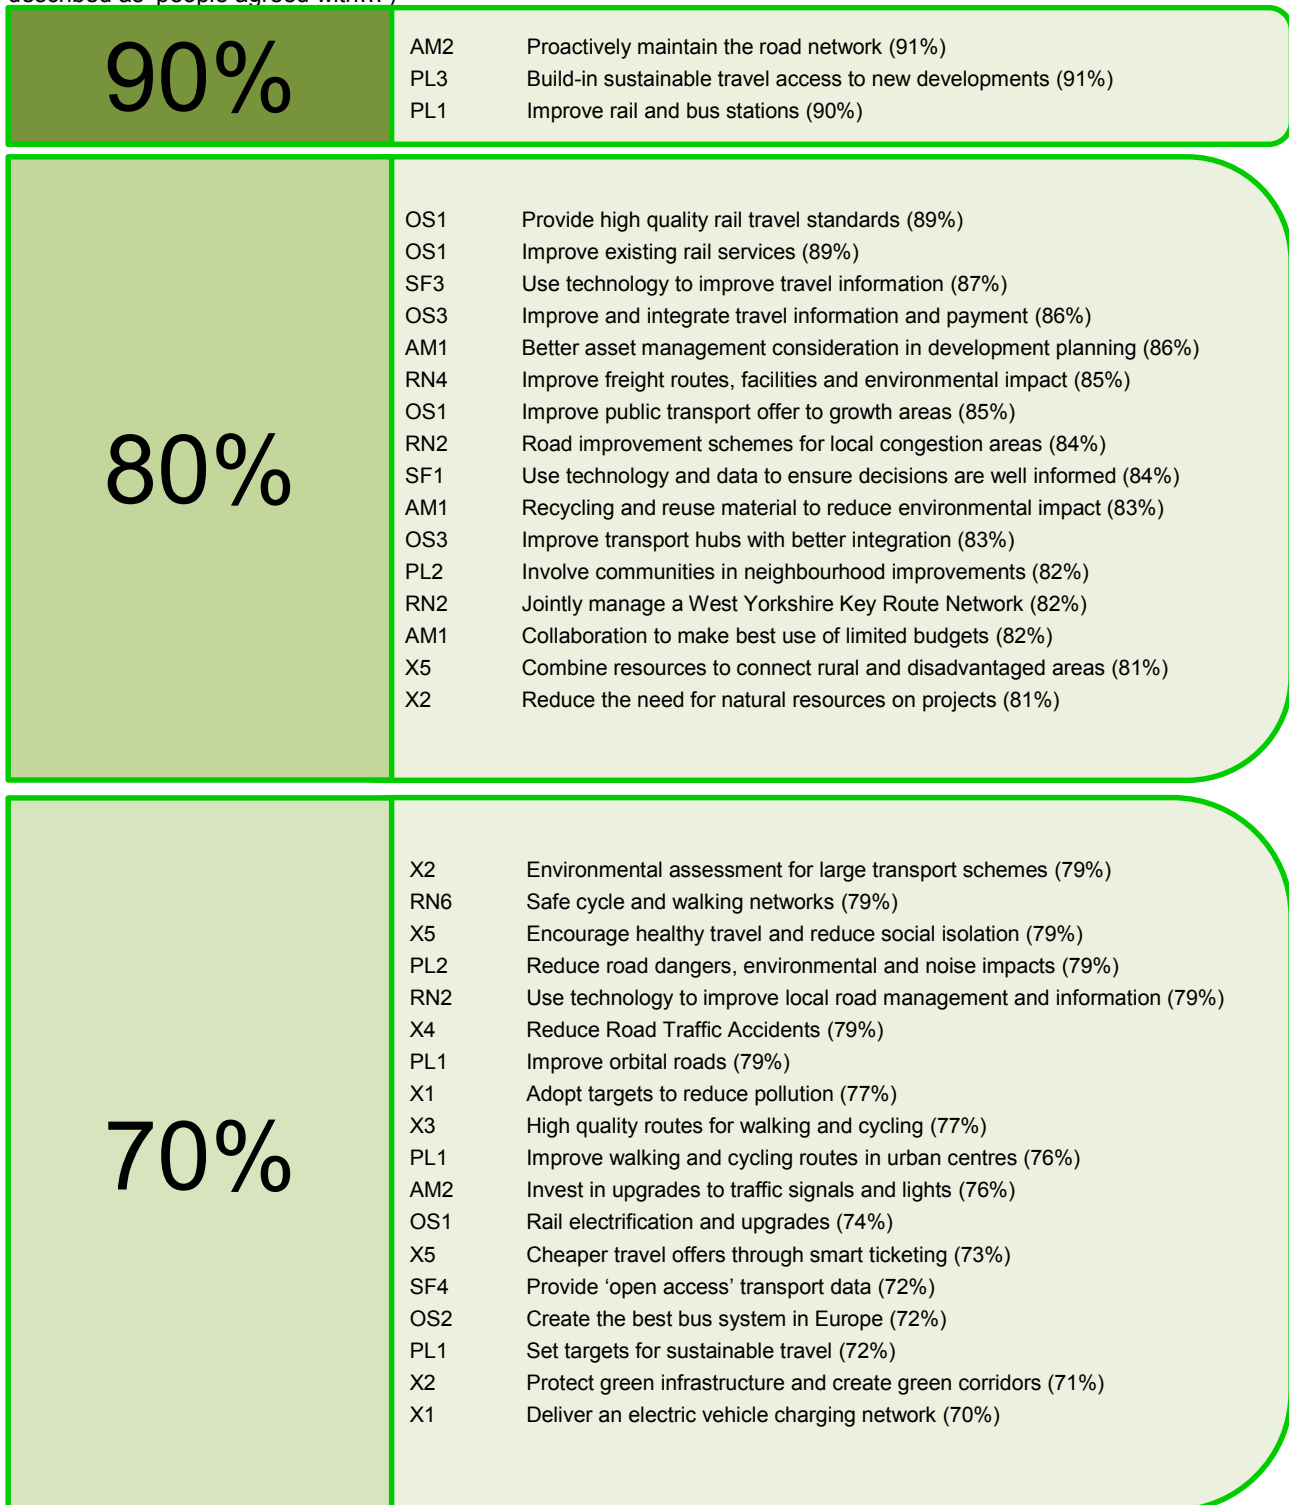 described as 'people agreed with…')
90%
AM2 Proactively maintain the road network (91%)
PL3 Build-in sustainable travel access to new developments (91%)
PL1 Improve rail and bus stations (90%)
80%
OS1 Provide high quality rail travel standards (89%)
OS1 Improve existing rail services (89%)
SF3 Use technology to improve travel information (87%)
OS3 Improve and integrate travel information and payment (86%)
AM1 Better asset management consideration in development planning (86%)
RN4 Improve freight routes, facilities and environmental impact (85%)
OS1 Improve public transport offer to growth areas (85%)
RN2 Road improvement schemes for local congestion areas (84%)
SF1 Use technology and data to ensure decisions are well informed (84%)
AM1 Recycling and reuse material to reduce environmental impact (83%)
OS3 Improve transport hubs with better integration (83%)
PL2 Involve communities in neighbourhood improvements (82%)
RN2 Jointly manage a West Yorkshire Key Route Network (82%)
AM1 Collaboration to make best use of limited budgets (82%)
X5 Combine resources to connect rural and disadvantaged areas (81%)
X2 Reduce the need for natural resources on projects (81%)
70%
X2 Environmental assessment for large transport schemes (79%)
RN6 Safe cycle and walking networks (79%)
X5 Encourage healthy travel and reduce social isolation (79%)
PL2 Reduce road dangers, environmental and noise impacts (79%)
RN2 Use technology to improve local road management and information (79%)
X4 Reduce Road Traffic Accidents (79%)
PL1 Improve orbital roads (79%)
X1 Adopt targets to reduce pollution (77%)
X3 High quality routes for walking and cycling (77%)
PL1 Improve walking and cycling routes in urban centres (76%)
AM2 Invest in upgrades to traffic signals and lights (76%)
OS1 Rail electrification and upgrades (74%)
X5 Cheaper travel offers through smart ticketing (73%)
SF4 Provide ‘open access’ transport data (72%)
OS2 Create the best bus system in Europe (72%)
PL1 Set targets for sustainable travel (72%)
X2 Protect green infrastructure and create green corridors (71%)
X1 Deliver an electric vehicle charging network (70%)